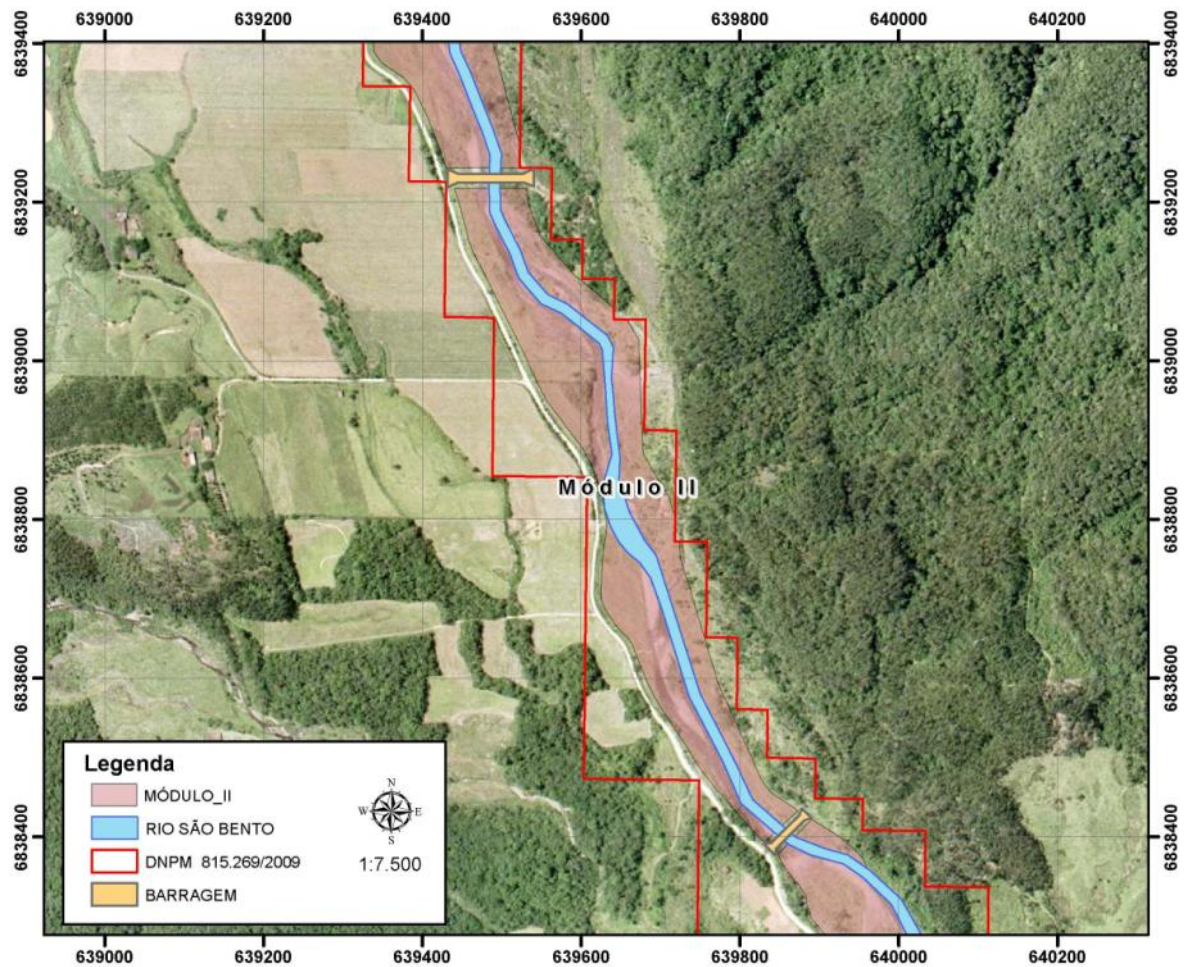 639000 639200 639400 639600 639800 640000 640200
6839400 6839400
6839200 6839200
6839000 6839000
Módulo II
6838800 6838800
6838600 6838600
6838400 6838400
Legenda
MÓDULO_II
RIO SÃO BENTO
DNPM 815.269/2009
BARRAGEM
N
W E
S
1:7.500
639000 639200 639400 639600 639800 640000 640200